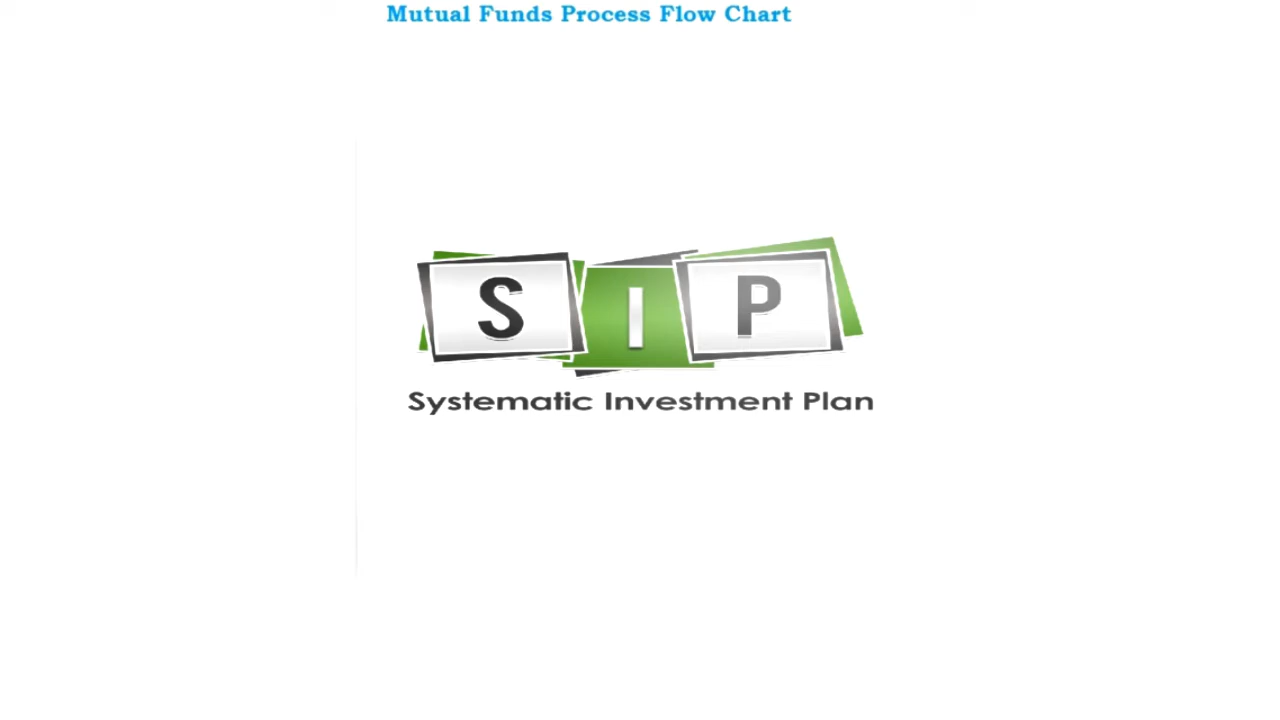 Mutual Funds Process Flow Chart
S I P
Systematic Investment Plan